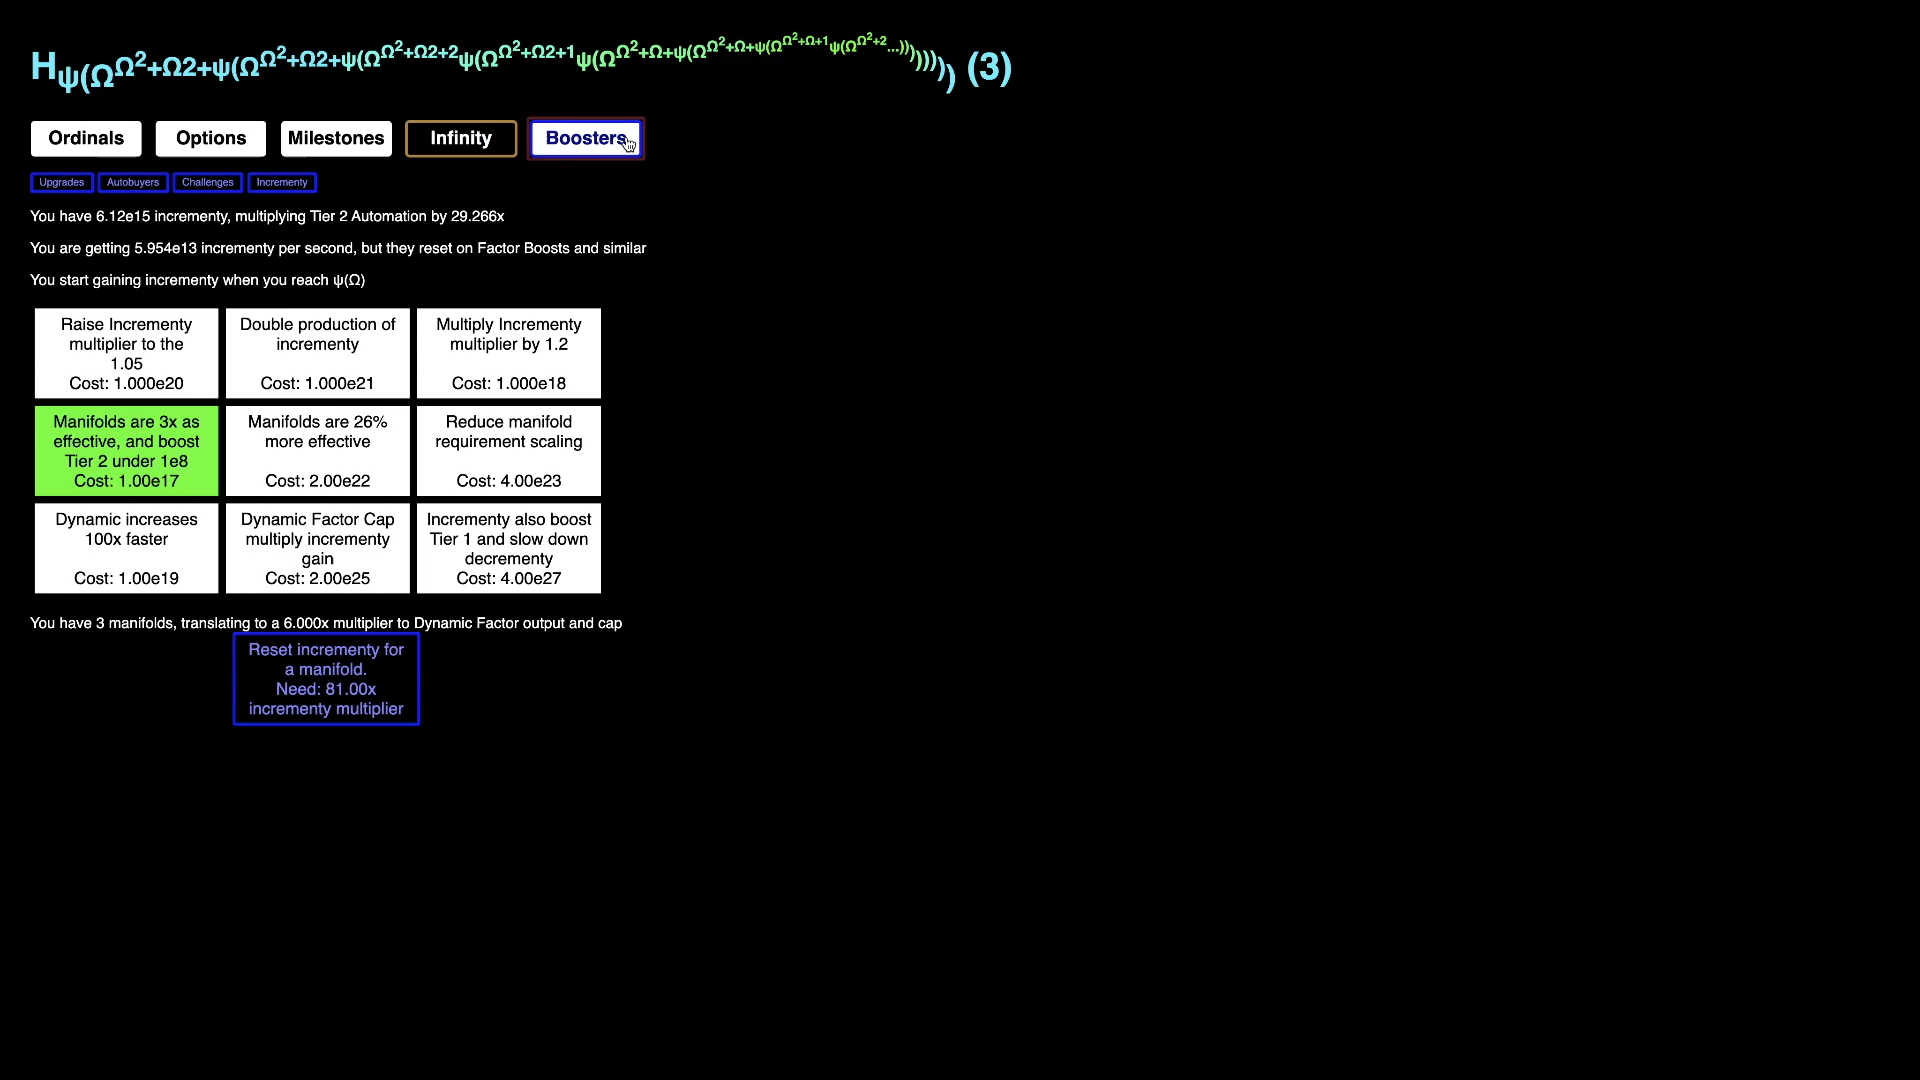 Hψ(Ω^Ω^2+Ω2+ψ(Ω^Ω^2+Ω2+ψ(Ω^Ω^2+Ω2+2ψ(Ω^Ω^2+Ω2+1ψ(Ω^Ω^2+Ω+ψ(Ω^Ω^2+Ω+ψ(Ω^Ω^2+Ω+1ψ(Ω^Ω^2+2...)))))))) (3)
Ordinals Options Milestones Infinity Boosters
Upgrades Autobuyers Challenges Incrementy
You have 6.12e15 incrementy, multiplying Tier 2 Automation by 29.266x
You are getting 5.954e13 incrementy per second, but they reset on Factor Boosts and similar
You start gaining incrementy when you reach ψ(Ω)
Raise Incrementy
multiplier to the
1.05
Cost: 1.000e20
Double production of
incrementy
Cost: 1.000e21
Multiply Incrementy
multiplier by 1.2
Cost: 1.000e18
Manifolds are 3x as
effective, and boost
Tier 2 under 1e8
Cost: 1.00e17
Manifolds are 26%
more effective
Cost: 2.00e22
Reduce manifold
requirement scaling
Cost: 4.00e23
Dynamic increases
100x faster
Cost: 1.00e19
Dynamic Factor Cap
multiply incrementy
gain
Cost: 2.00e25
Incrementy also boost
Tier 1 and slow down
decrementy
Cost: 4.00e27
You have 3 manifolds, translating to a 6.000x multiplier to Dynamic Factor output and cap
Reset incrementy for
a manifold.
Need: 81.00x
incrementy multiplier